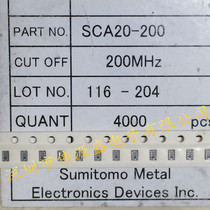 PART NO. SCA20-200
CUT OFF 200MHz
LOT NO. 116 - 204
QUANT 4000 pcs
Sumitomo Metal
Electronics Devices Inc.